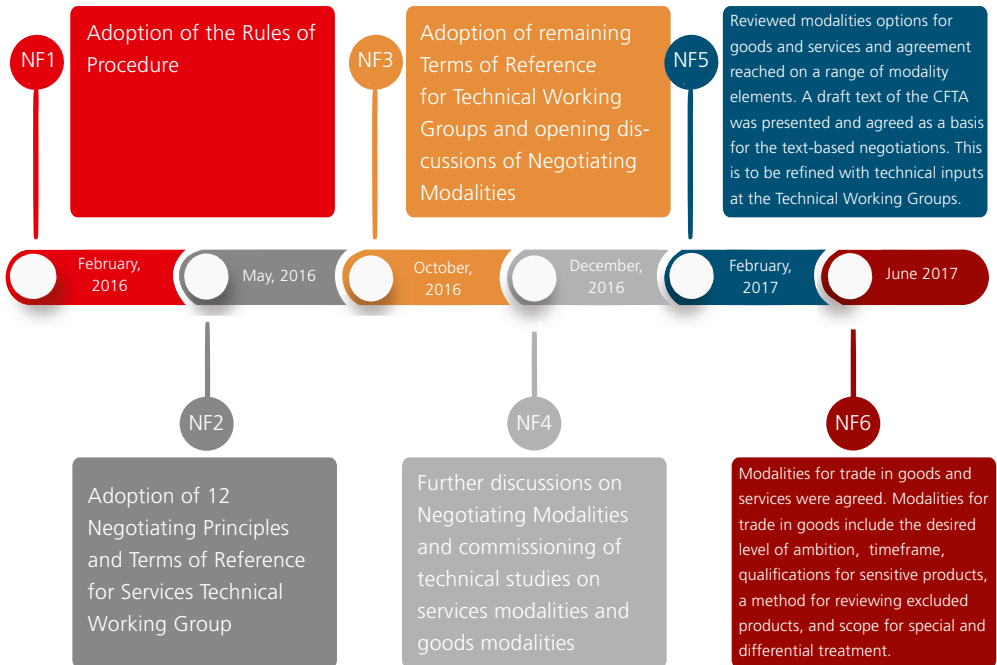 NF1
Adoption of the Rules of
Procedure
NF3
Adoption of remaining
Terms of Reference
for Technical Working
Groups and opening dis-
cussions of Negotiating
Modalities
NF5
Reviewed modalities options for
goods and services and agreement
reached on a range of modality
elements. A draft text of the CFTA
was presented and agreed as a basis
for the text-based negotiations. This
is to be refined with technical inputs
at the Technical Working Groups.
February,
2016
May, 2016
October,
2016
December,
2016
February,
2017
June 2017
NF2
Adoption of 12
Negotiating Principles
and Terms of Reference
for Services Technical
Working Group
NF4
Further discussions on
Negotiating Modalities
and commissioning of
technical studies on
services modalities and
goods modalities
NF6
Modalities for trade in goods and
services were agreed. Modalities for
trade in goods include the desired
level of ambition, timeframe,
qualifications for sensitive products,
a method for reviewing excluded
products, and scope for special and
differential treatment.